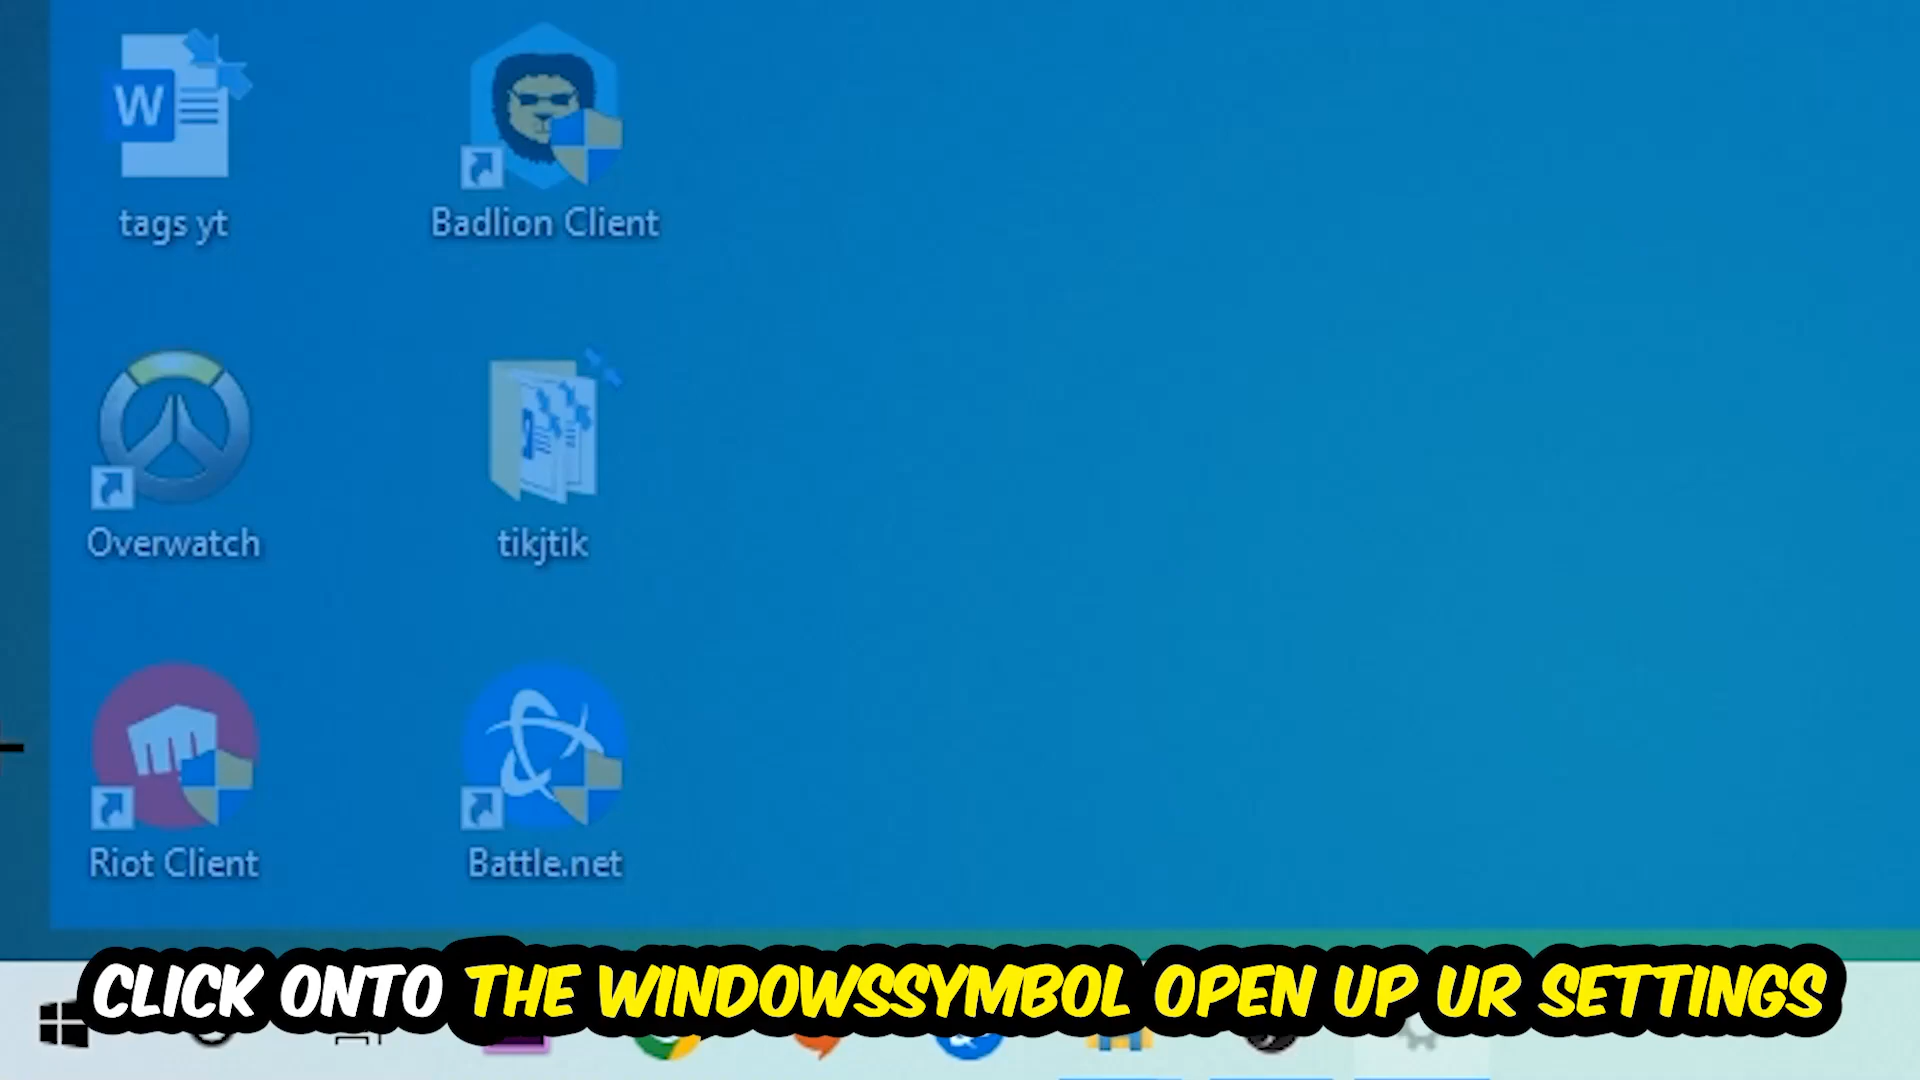 W
tags yt
Badlion Client
Overwatch
tikjtik
Riot Client
Battle.net
CLICK ONTO THE WINDOWSSYMBOL OPEN UP UR SETTINGS